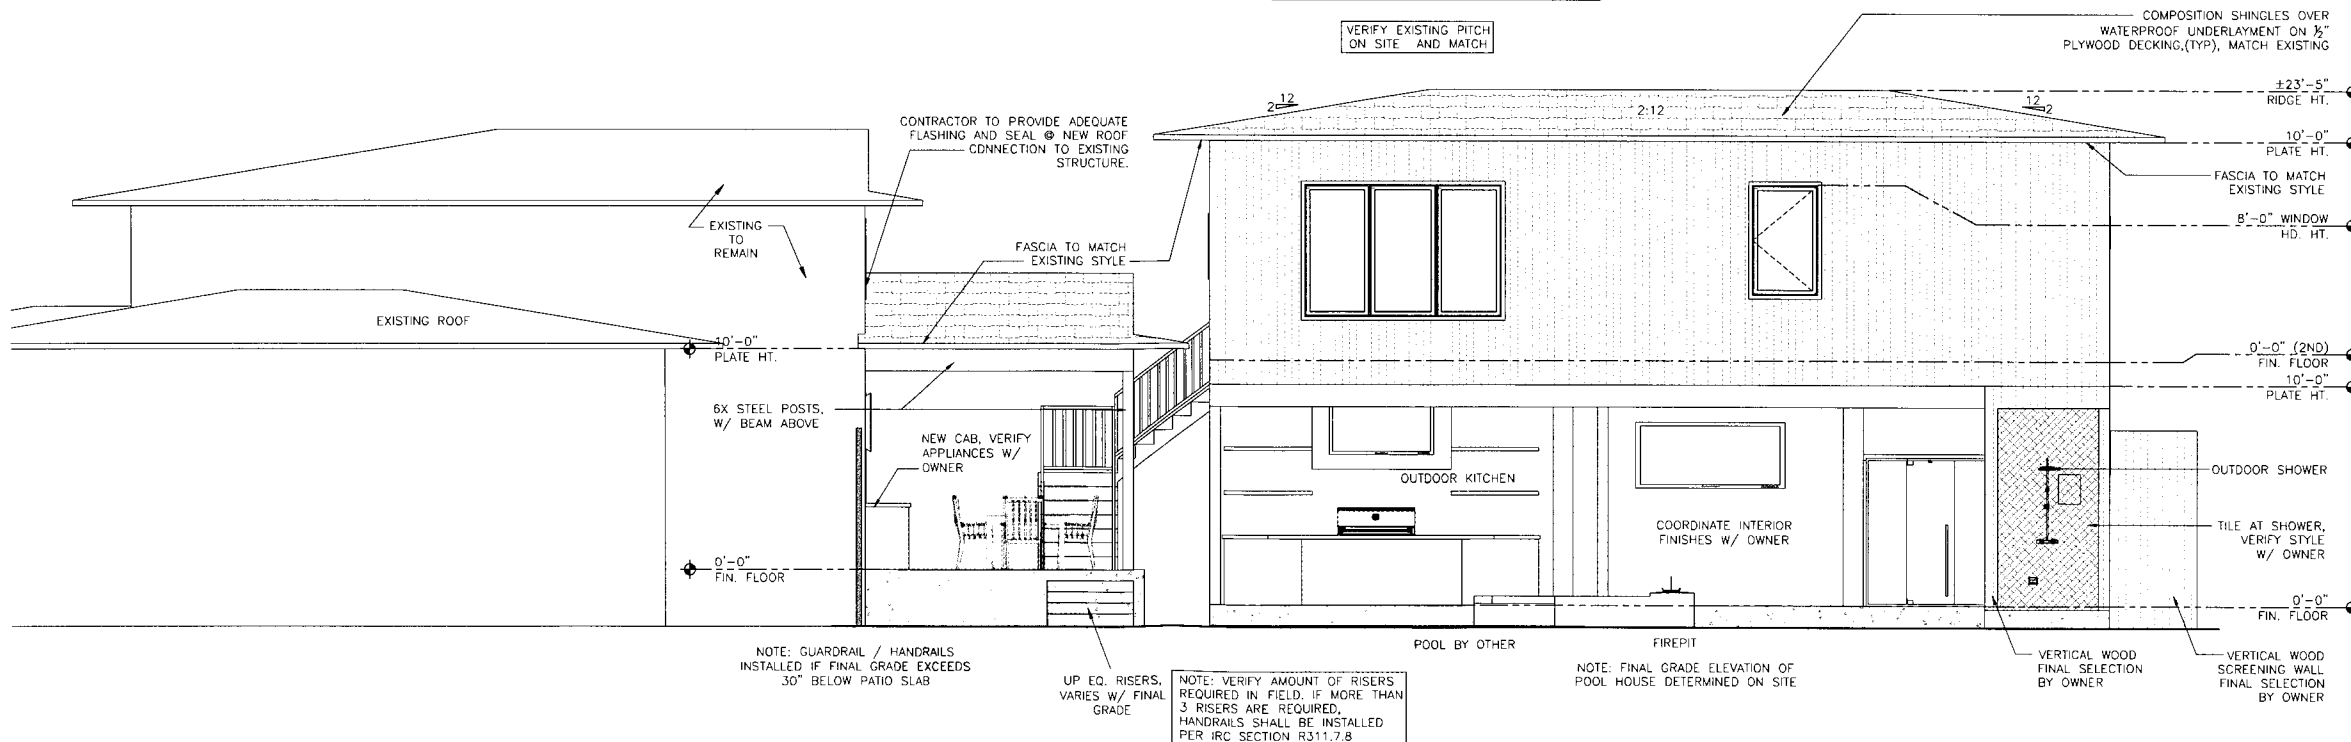 VERIFY EXISTING PITCH
ON SITE AND MATCH
COMPOSITION SHINGLES OVER
WATERPROOF UNDERLAYMENT ON ½"
PLYWOOD DECKING,(TYP), MATCH EXISTING
±23'-5"
RIDGE HT.
12
2
2:12
12
2
CONTRACTOR TO PROVIDE ADEQUATE
FLASHING AND SEAL @ NEW ROOF
CONNECTION TO EXISTING
STRUCTURE.
10'-0"
PLATE HT.
FASCIA TO MATCH
EXISTING STYLE
8'-0" WINDOW
HD. HT.
EXISTING
TO
REMAIN
FASCIA TO MATCH
EXISTING STYLE
EXISTING ROOF
10'-0"
PLATE HT.
0'-0" (2ND)
FIN. FLOOR
10'-0"
PLATE HT.
6X STEEL POSTS,
W/ BEAM ABOVE
NEW CAB, VERIFY
APPLIANCES W/
OWNER
OUTDOOR KITCHEN
OUTDOOR SHOWER
COORDINATE INTERIOR
FINISHES W/ OWNER
TILE AT SHOWER,
VERIFY STYLE
W/ OWNER
0'-0"
FIN. FLOOR
0'-0"
FIN. FLOOR
POOL BY OTHER
FIREPIT
NOTE: GUARDRAIL / HANDRAILS
INSTALLED IF FINAL GRADE EXCEEDS
30" BELOW PATIO SLAB
UP EQ. RISERS,
VARIES W/ FINAL
GRADE
NOTE: VERIFY AMOUNT OF RISERS
REQUIRED IN FIELD. IF MORE THAN
3 RISERS ARE REQUIRED,
HANDRAILS SHALL BE INSTALLED
PER IRC SECTION R311.7.8
NOTE: FINAL GRADE ELEVATION OF
POOL HOUSE DETERMINED ON SITE
VERTICAL WOOD
FINAL SELECTION
BY OWNER
VERTICAL WOOD
SCREENING WALL
FINAL SELECTION
BY OWNER